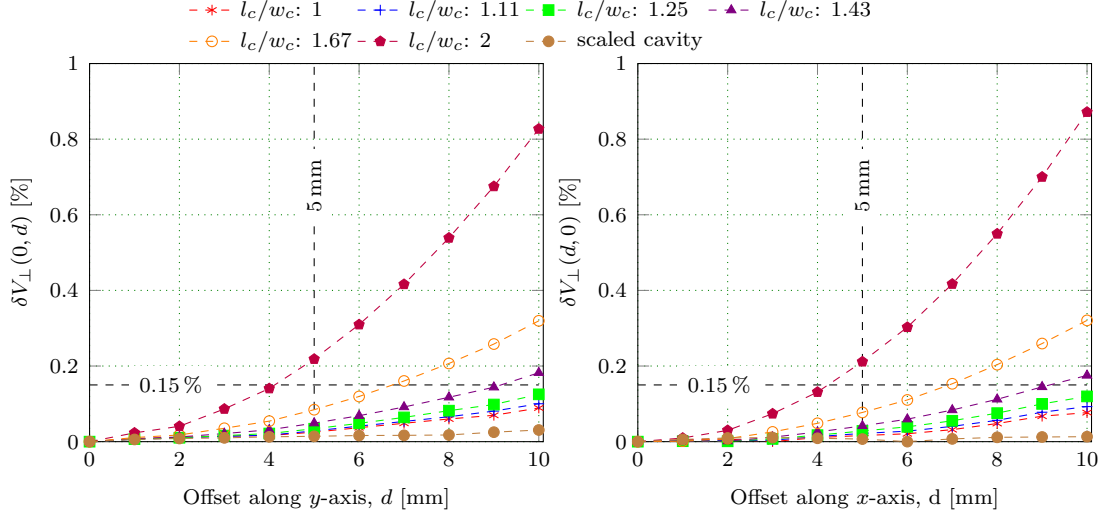 l_c/w_c: 1 l_c/w_c: 1.11 l_c/w_c: 1.25 l_c/w_c: 1.43
l_c/w_c: 1.67 l_c/w_c: 2 scaled cavity
1
0.8
0.6
0.4
0.2
0
δV⊥(0, d) [%]
5 mm
0.15 %
0 2 4 6 8 10
Offset along y-axis, d [mm]
1
0.8
0.6
0.4
0.2
0
δV⊥(d, 0) [%]
5 mm
0.15 %
0 2 4 6 8 10
Offset along x-axis, d [mm]